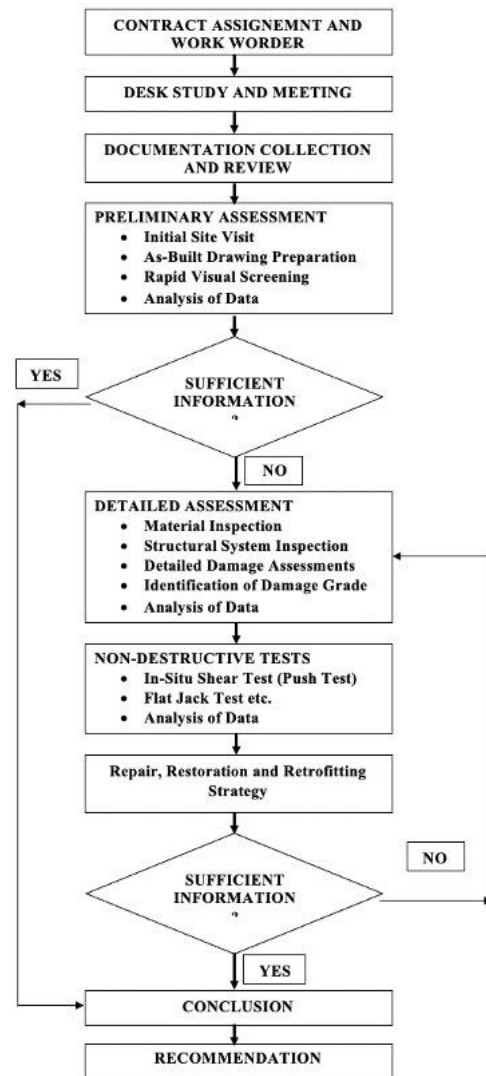 CONTRACT ASSIGNEMNT AND
WORK WORDER
DESK STUDY AND MEETING
DOCUMENTATION COLLECTION
AND REVIEW
PRELIMINARY ASSESSMENT
• Initial Site Visit
• As-Built Drawing Preparation
• Rapid Visual Screening
• Analysis of Data
YES
SUFFICIENT
INFORMATION
NO
DETAILED ASSESSMENT
• Material Inspection
• Structural System Inspection
• Detailed Damage Assessments
• Identification of Damage Grade
• Analysis of Data
NON-DESTRUCTIVE TESTS
• In-Situ Shear Test (Push Test)
• Flat Jack Test etc.
• Analysis of Data
Repair, Restoration and Retrofitting
Strategy
NO
SUFFICIENT
INFORMATION
YES
CONCLUSION
RECOMMENDATION